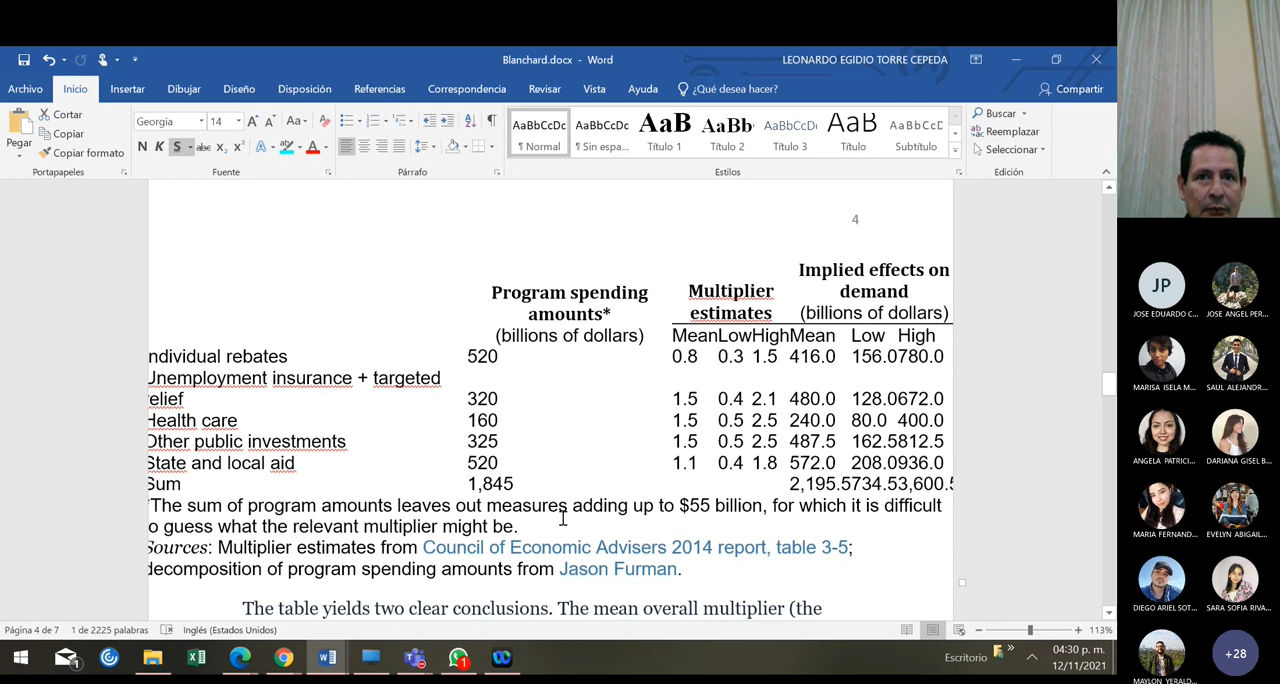 Blanchard.docx - Word
LEONARDO EGIDIO TORRE CEPEDA
Archivo Inicio Insertar Dibujar Diseño Disposición Referencias Correspondencia Revisar Vista Ayuda ¿Qué desea hacer? Compartir
Pegar
Cortar
Copiar
Copiar formato
Portapapeles
Georgia 14
N K S abc
Fuente
Párrafo
AaBbCcDc AaBbCcDc AaB AaBb AaBbCcDı AaB AaBbCcD
¶ Normal ¶ Sin espa... Título 1 Título 2 Título 3 Título Subtítulo
Estilos
Buscar
Reemplazar
Seleccionar
Edición
4
Program spending
amounts*
(billions of dollars)
Multiplier
estimates
Implied effects on
demand
(billions of dollars)
MeanLowHighMean Low High
ndividual rebates 520 0.8 0.3 1.5 416.0 156.0780.0
Unemployment insurance + targeted
relief 320 1.5 0.4 2.1 480.0 128.0672.0
Health care 160 1.5 0.5 2.5 240.0 80.0 400.0
Other public investments 325 1.5 0.5 2.5 487.5 162.5812.5
State and local aid 520 1.1 0.4 1.8 572.0 208.0936.0
Sum 1,845 2,195.5734.53,600.5
*The sum of program amounts leaves out measures adding up to $55 billion, for which it is difficult
o guess what the relevant multiplier might be.
Sources: Multiplier estimates from Council of Economic Advisers 2014 report, table 3-5;
decomposition of program spending amounts from Jason Furman.
The table yields two clear conclusions. The mean overall multiplier (the
Página 4 de 7 1 de 2225 palabras Inglés (Estados Unidos) 113%
Escritorio
04:30 p. m.
12/11/2021
JP
JOSE EDUARDO C... JOSE ANGEL PER...
MARISA ISELA M... SAUL ALEJANDR...
ANGELA PATRICI... DARIANA GISEL B...
MARIA FERNAND... EVELYN ABIGAIL...
DIEGO ARIEL SOT... SARA SOFIA RIVA...
MAYLON YERALD...
+28